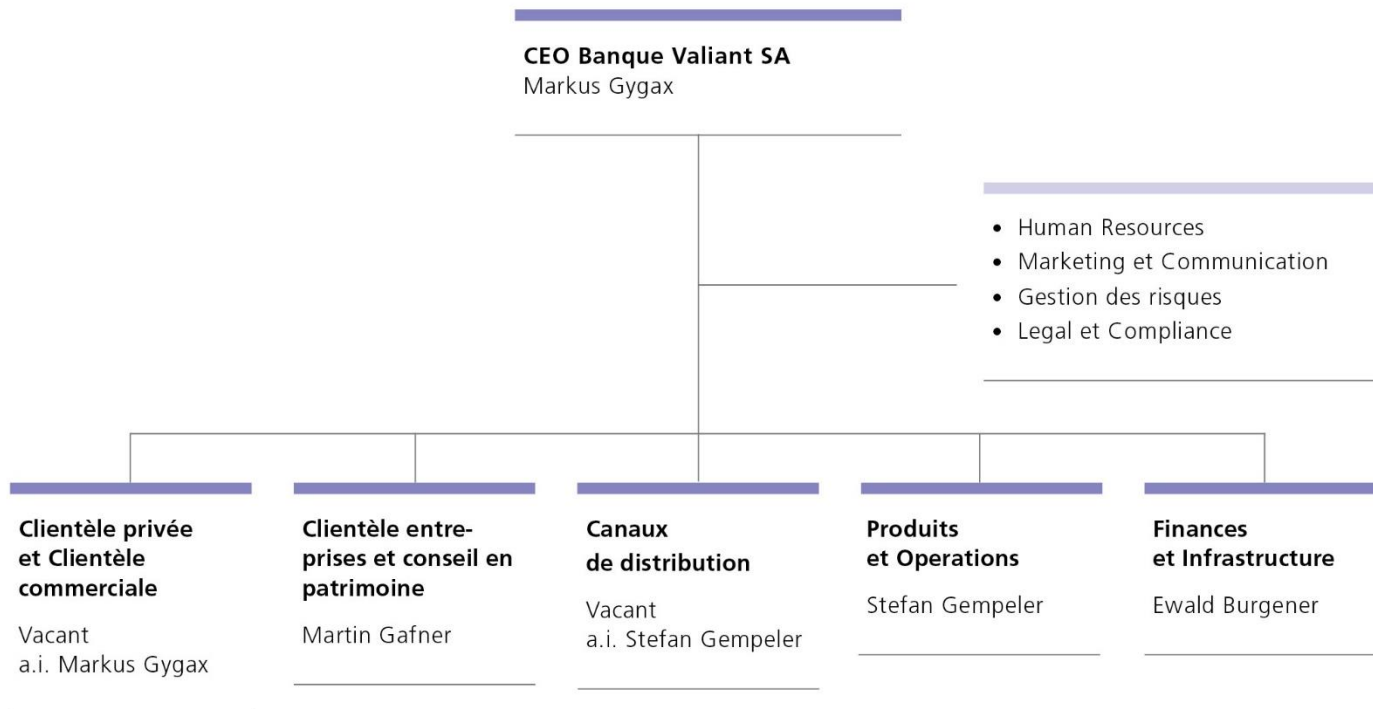 CEO Banque Valiant SA
Markus Gygax
• Human Resources
• Marketing et Communication
• Gestion des risques
• Legal et Compliance
Clientèle privée
et Clientèle
commerciale
Vacant
a.i. Markus Gygax
Clientèle entre-
prises et conseil en
patrimoine
Martin Gafner
Canaux
de distribution
Vacant
a.i. Stefan Gempeler
Produits
et Operations
Stefan Gempeler
Finances
et Infrastructure
Ewald Burgener